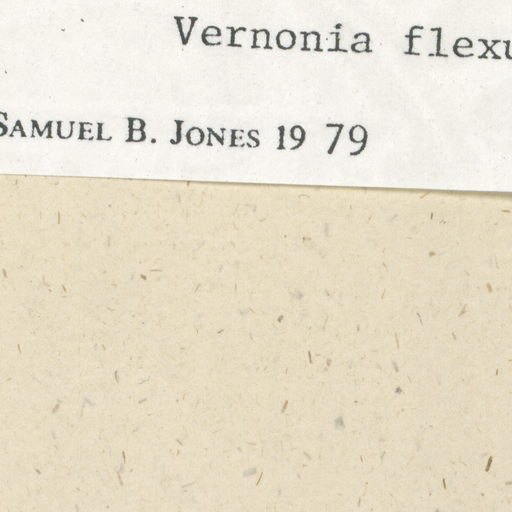 Vernonia flexu
SAMUEL B. JONES 19 79